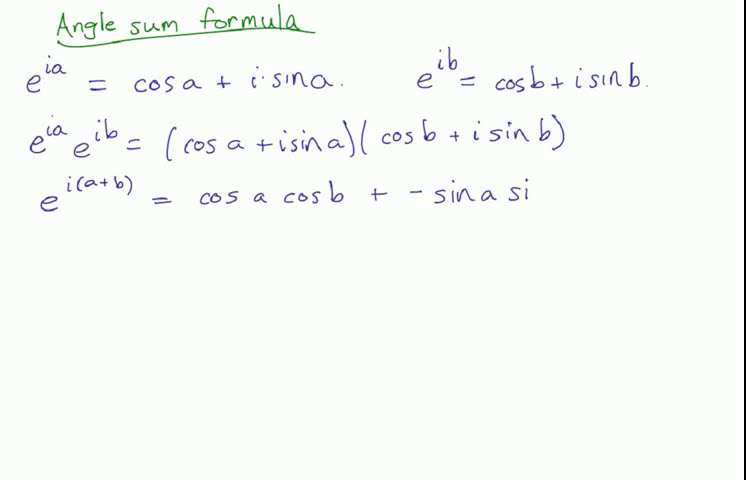 Angle sum formula
e^{ia} = cos a + i·sin a. e^{ib} = cos b + i sin b.
e^{ia} e^{ib} = (cos a + i sin a)(cos b + i sin b)
e^{i(a+b)} = cos a cos b + - sin a si